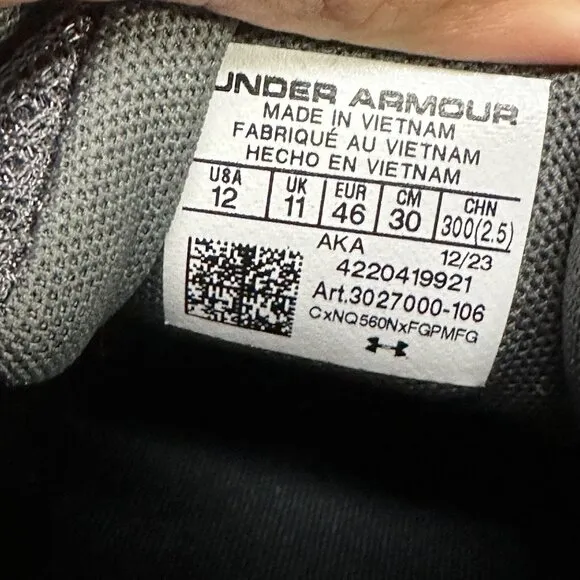 UNDER ARMOUR
MADE IN VIETNAM
FABRIQUÉ AU VIETNAM
HECHO EN VIETNAM
USA UK EUR CM CHN
12 11 46 30 300(2.5)
AKA 12/23
4220419921
Art.3027000-106
CxNQ560NxFGPMFG